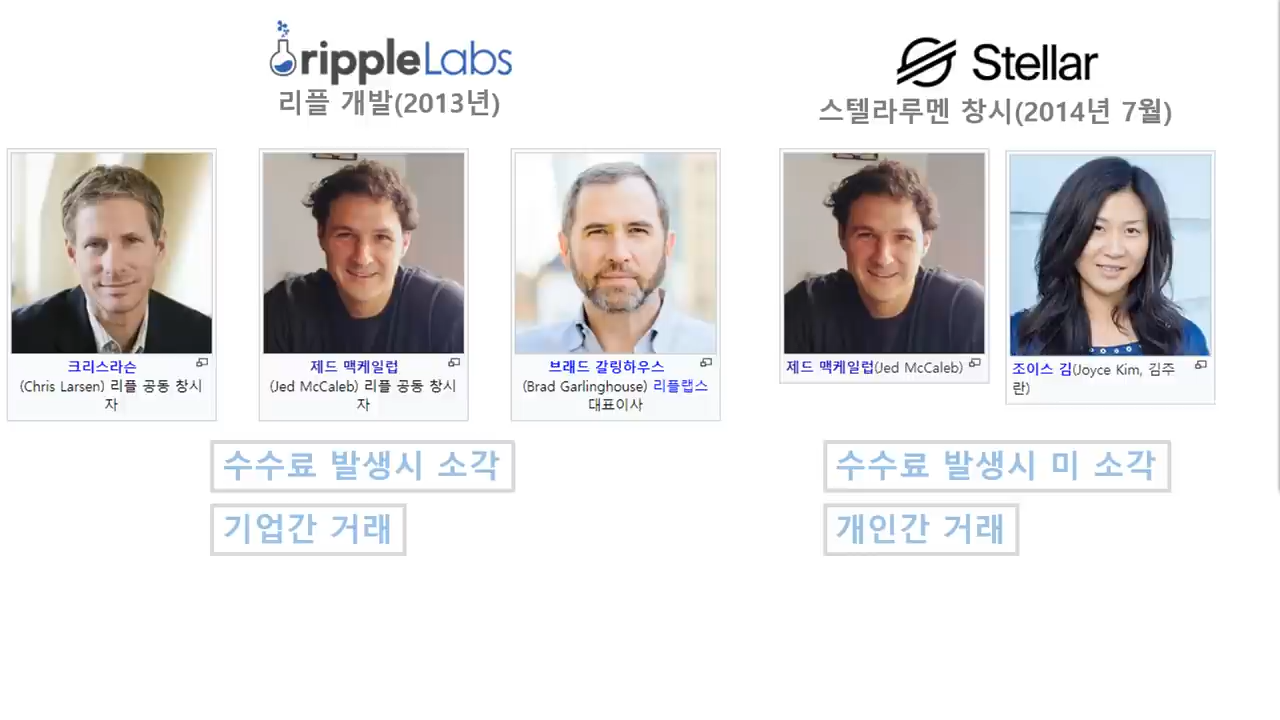 rippleLabs
리플 개발(2013년)
크리스라슨
(Chris Larsen) 리플 공동 창시
자
제드 맥케일럽
(Jed McCaleb) 리플 공동 창시
자
브래드 갈링하우스
(Brad Garlinghouse) 리플랩스
대표이사
수수료 발생시 소각
기업간 거래
Stellar
스텔라루멘 창시(2014년 7월)
제드 맥케일럽(Jed McCaleb)
조이스 김(Joyce Kim, 김주
란)
수수료 발생시 미 소각
개인간 거래